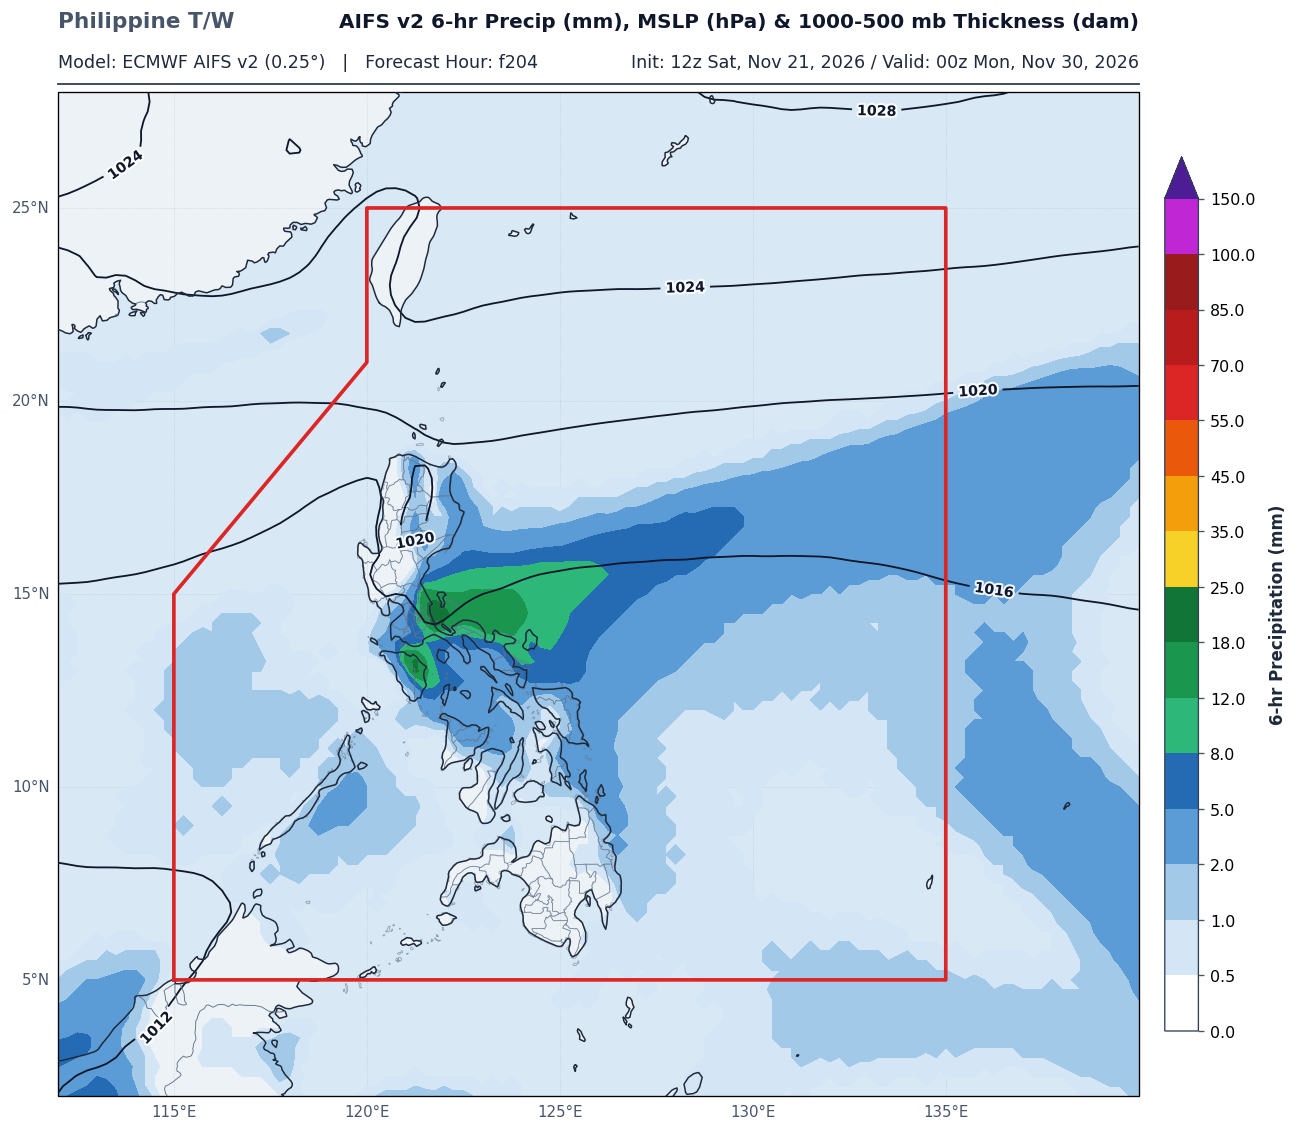 Philippine T/W
AIFS v2 6-hr Precip (mm), MSLP (hPa) & 1000-500 mb Thickness (dam)
Model: ECMWF AIFS v2 (0.25°)   |   Forecast Hour: f204
Init: 12z Sat, Nov 21, 2026 / Valid: 00z Mon, Nov 30, 2026
1028
1024
25°N
1024
1020
20°N
1020
15°N
1016
10°N
5°N
1012
115°E
120°E
125°E
130°E
135°E
150.0
100.0
85.0
70.0
55.0
45.0
35.0
25.0
18.0
12.0
8.0
5.0
2.0
1.0
0.5
0.0
6-hr Precipitation (mm)